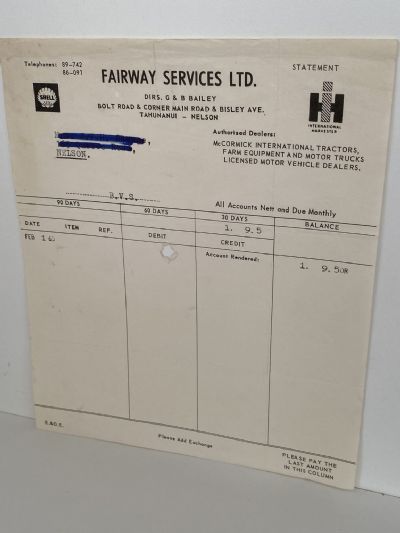 Telephones: 89-742
86-091
STATEMENT
FAIRWAY SERVICES LTD.
SHELL
DIRS. G & B BAILEY
BOLT ROAD & CORNER MAIN ROAD & BISLEY AVE.
TAHUNANUI – NELSON
INTERNATIONAL
HARVESTER
Authorised Dealers:
McCORMICK INTERNATIONAL TRACTORS,
FARM EQUIPMENT AND MOTOR TRUCKS
LICENSED MOTOR VEHICLE DEALERS,
NELSON.
B.V.S.
All Accounts Nett and Due Monthly
90 DAYS 60 DAYS 30 DAYS BALANCE
1. 9.5
DATE ITEM REF. DEBIT CREDIT
FEB 1
Account Rendered: 1. 9.5DR
E.&O.E.
Please Add Exchange
PLEASE PAY THE
LAST AMOUNT
IN THIS COLUMN